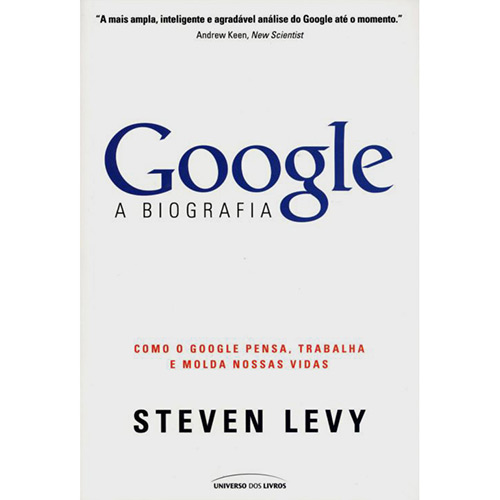 "A mais ampla, inteligente e agradável análise do Google até o momento."
Andrew Keen, New Scientist
Google
A BIOGRAFIA
COMO O GOOGLE PENSA, TRABALHA
E MOLDA NOSSAS VIDAS
STEVEN LEVY
UNIVERSO DOS LIVROS